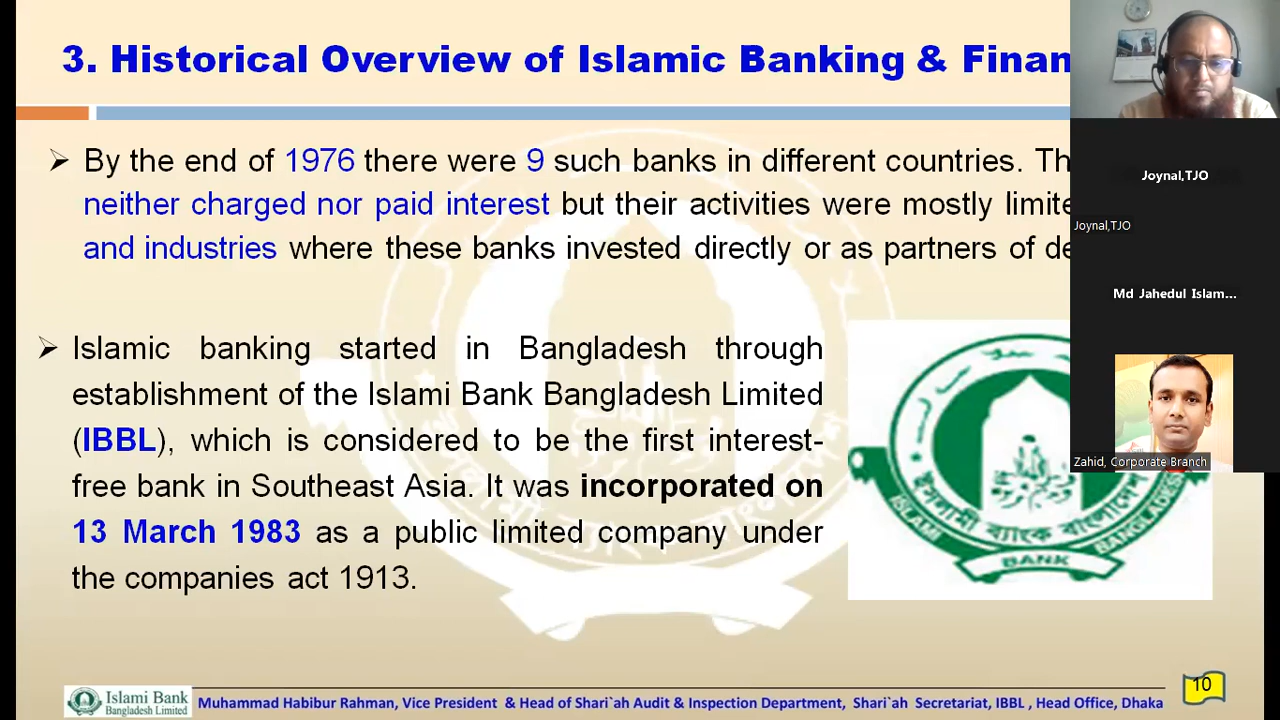 3. Historical Overview of Islamic Banking & Finan
➢ By the end of 1976 there were 9 such banks in different countries. Th
neither charged nor paid interest but their activities were mostly limite
and industries where these banks invested directly or as partners of de
➢ Islamic banking started in Bangladesh through
establishment of the Islami Bank Bangladesh Limited
(IBBL), which is considered to be the first interest-
free bank in Southeast Asia. It was incorporated on
13 March 1983 as a public limited company under
the companies act 1913.
ইসলামী ব্যাংক বাংলাদেশ
ISLAMI
BANK
BANGLADESH
Joynal,TJO
Joynal,TJO
Md Jahedul Islam...
Zahid, Corporate Branch
Islami Bank
Bangladesh Limited
Muhammad Habibur Rahman, Vice President & Head of Shari`ah Audit & Inspection Department, Shari`ah Secretariat, IBBL , Head Office, Dhaka
10